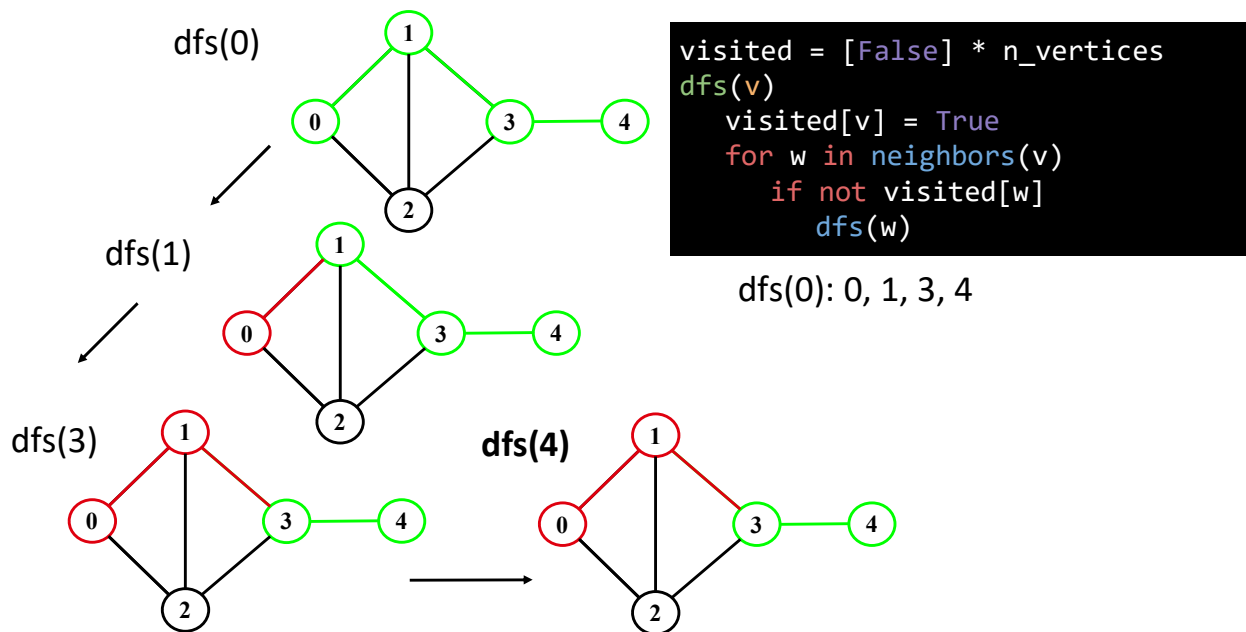 dfs(0)
1
0
3
4
2
visited = [False] * n_vertices
dfs(v)
visited[v] = True
for w in neighbors(v)
if not visited[w]
dfs(w)
dfs(0): 0, 1, 3, 4
dfs(1)
1
0
3
4
2
dfs(3)
1
0
3
4
2
dfs(4)
1
0
3
4
2